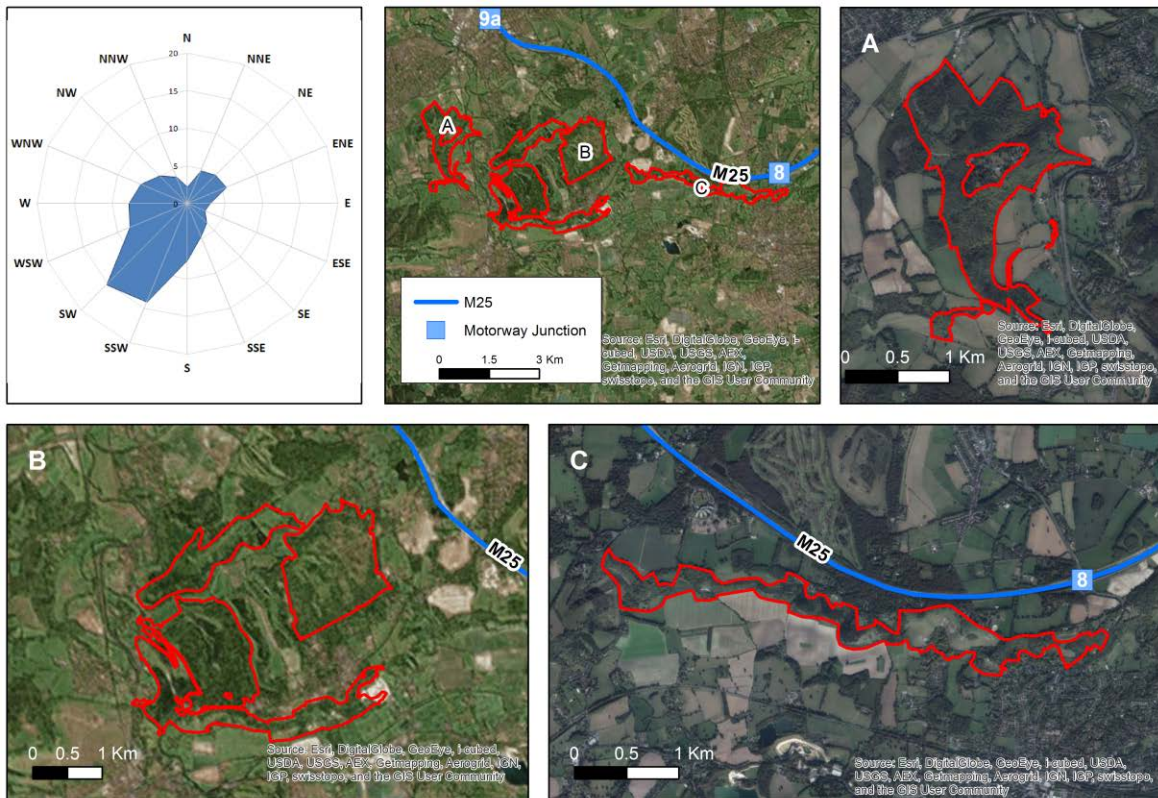 N
NNW
NNE
NW
NE
WNW
ENE
W
E
WSW
ESE
SW
SE
SSW
SSE
S
20
15
10
5
0
9a
A
B
C
M25
8
M25
Motorway Junction
0 1.5 3 Km
Source: Esri, DigitalGlobe, GeoEye, i-
cubed, USDA, USGS, AEX,
Getmapping, Aerogrid, IGN, IGP,
swisstopo, and the GIS User Community
A
0 0.5 1 Km
Source: Esri, DigitalGlobe,
GeoEye, i-cubed, USDA,
USGS, AEX, Getmapping,
Aerogrid, IGN, IGP, swisstopo,
and the GIS User Community
B
M25
0 0.5 1 Km
Source: Esri, DigitalGlobe, GeoEye, i-cubed,
USDA, USGS, AEX, Getmapping, Aerogrid, IGN,
IGP, swisstopo, and the GIS User Community
C
M25
8
0 0.5 1 Km
Source: Esri, DigitalGlobe, GeoEye, i-cubed, USDA,
USGS, AEX, Getmapping, Aerogrid, IGN, IGP, swisstopo,
and the GIS User Community